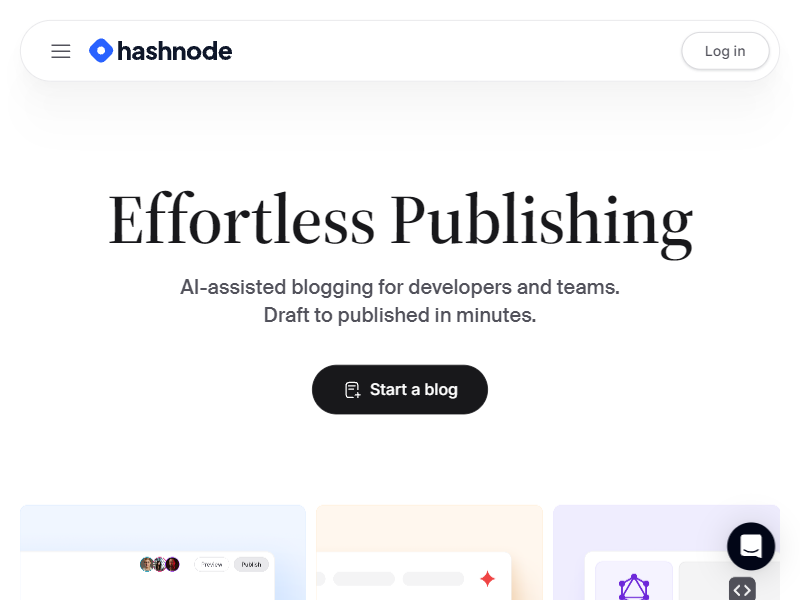 hashnode
Log in
Effortless Publishing
AI-assisted blogging for developers and teams.
Draft to published in minutes.
Start a blog
Preview
Publish